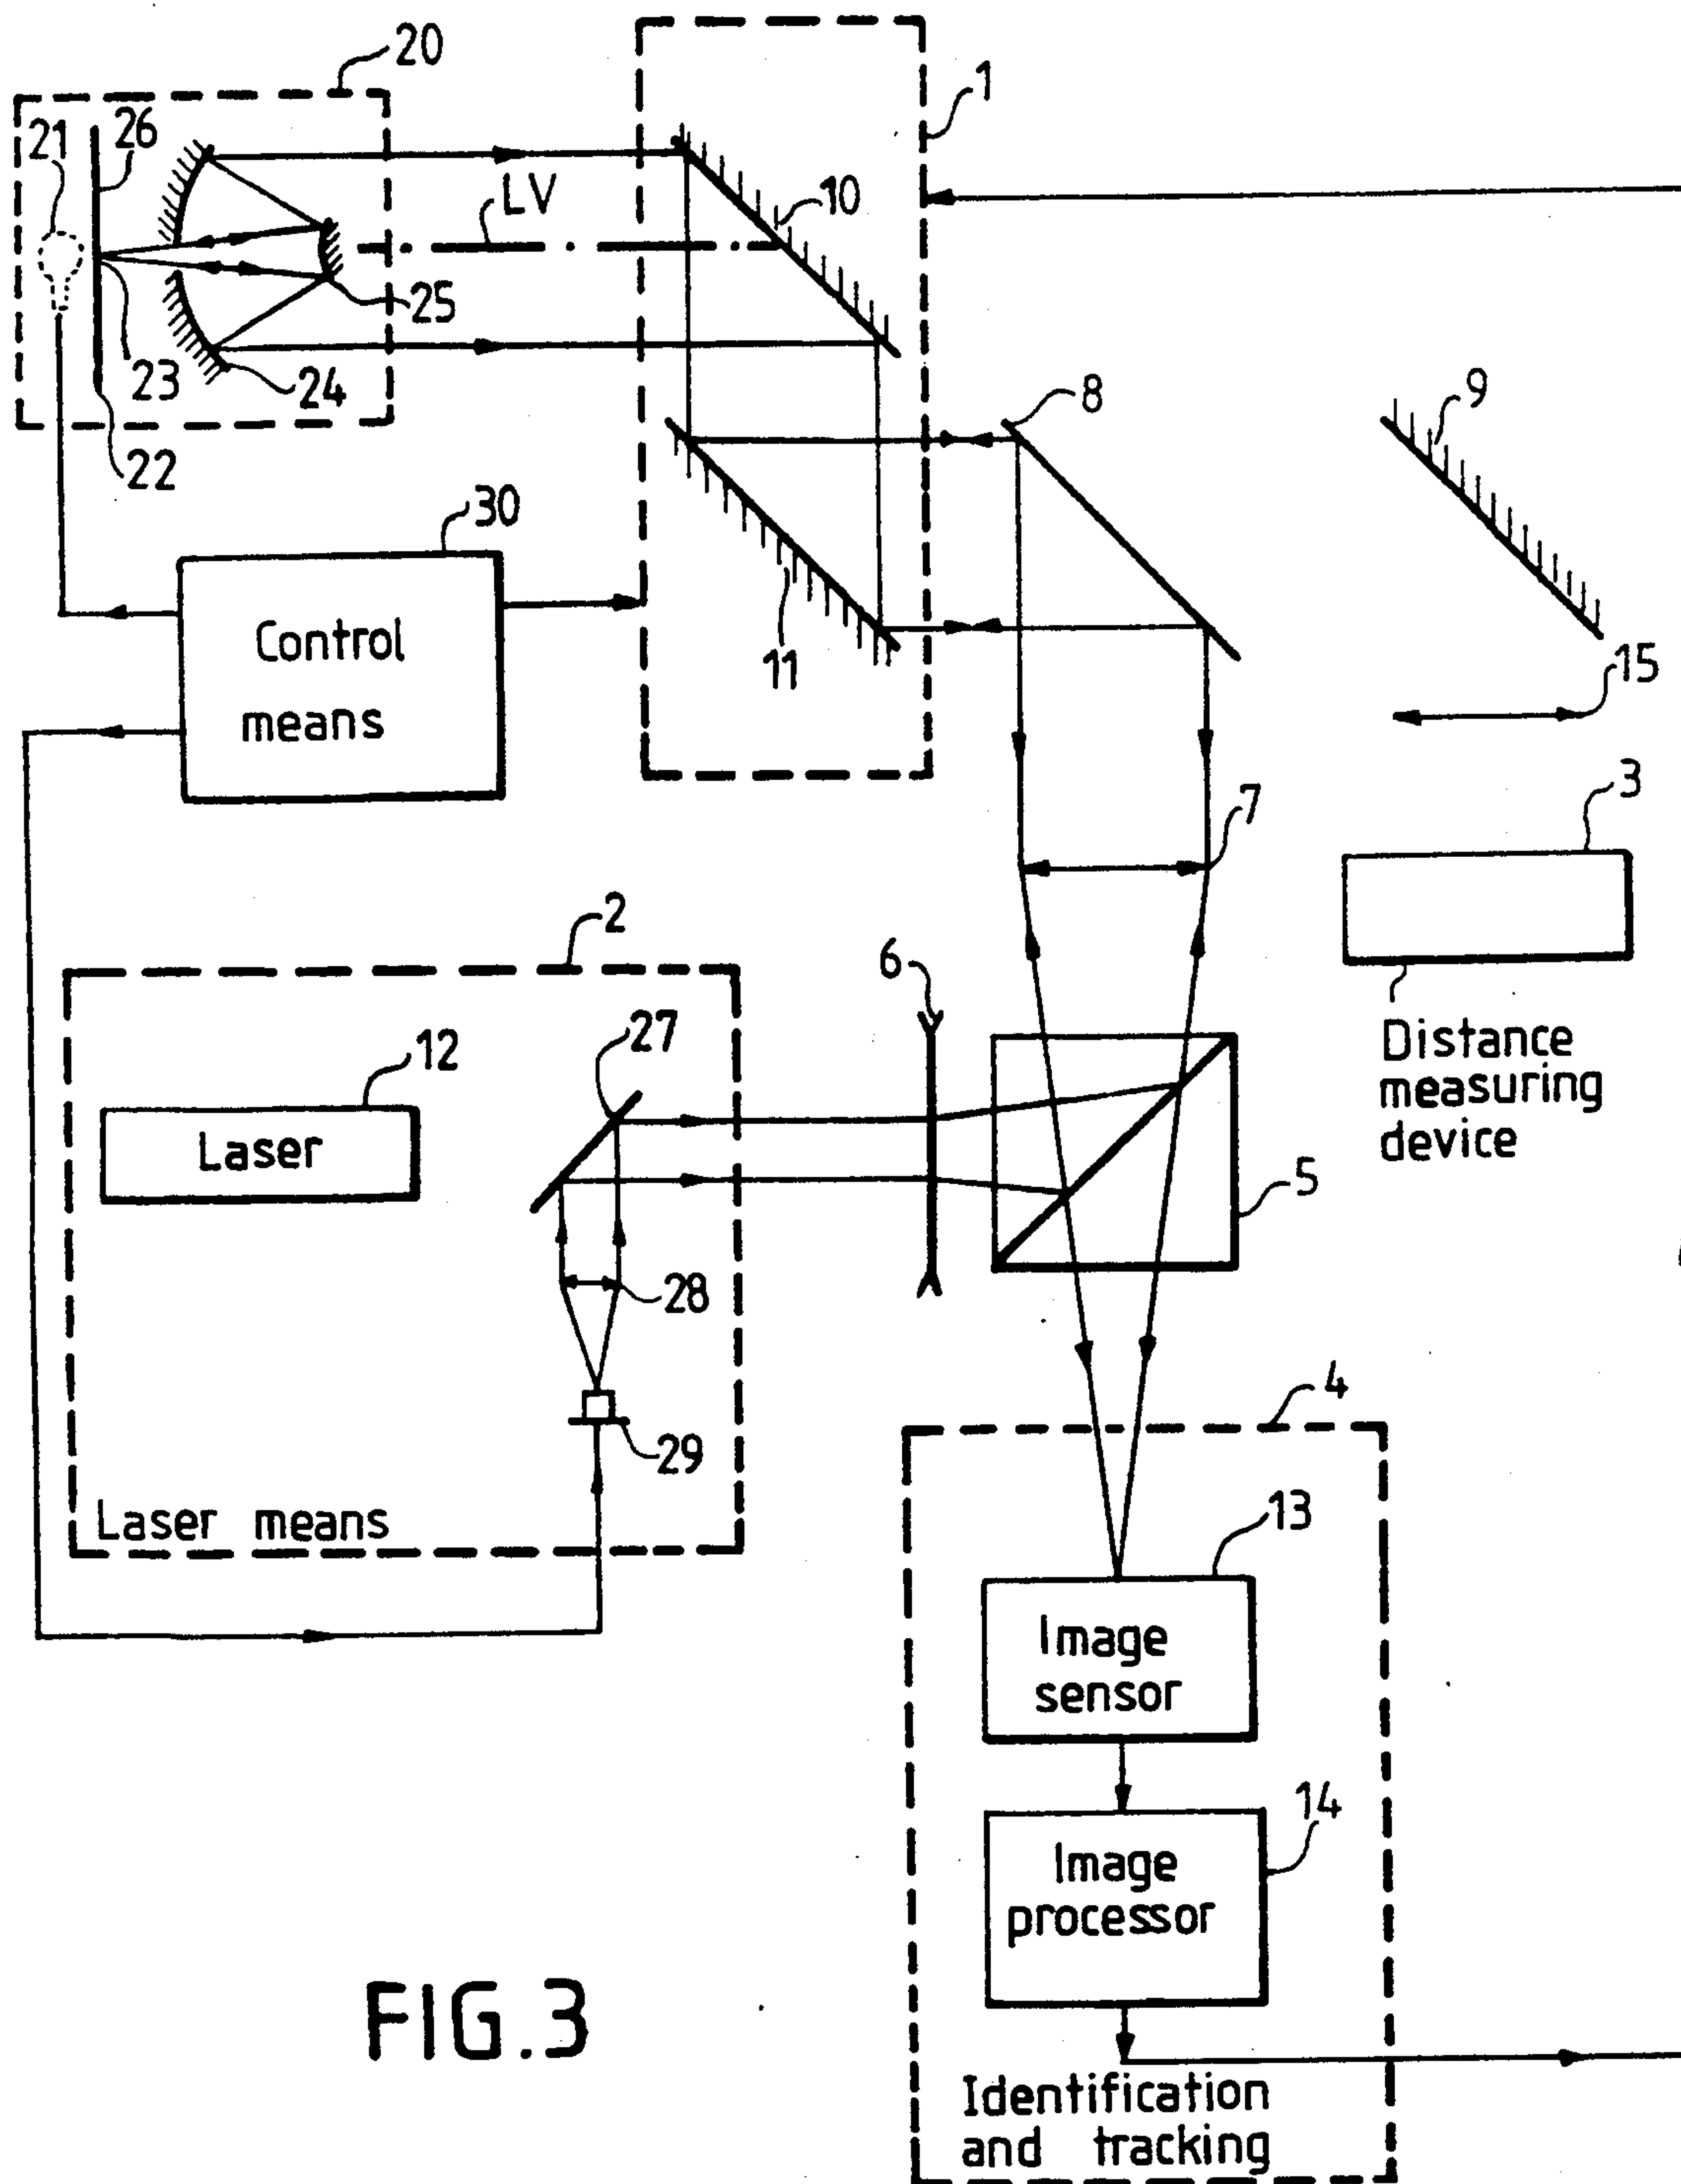 20
1
21
26
LV
10
23
24
25
22
8
9
30
Control
means
11
15
3
7
2
6
27
12
Laser
Distance
measuring
device
5
28
4
29
Laser means
13
Image
sensor
14
Image
processor
FIG.3
Identification
and tracking